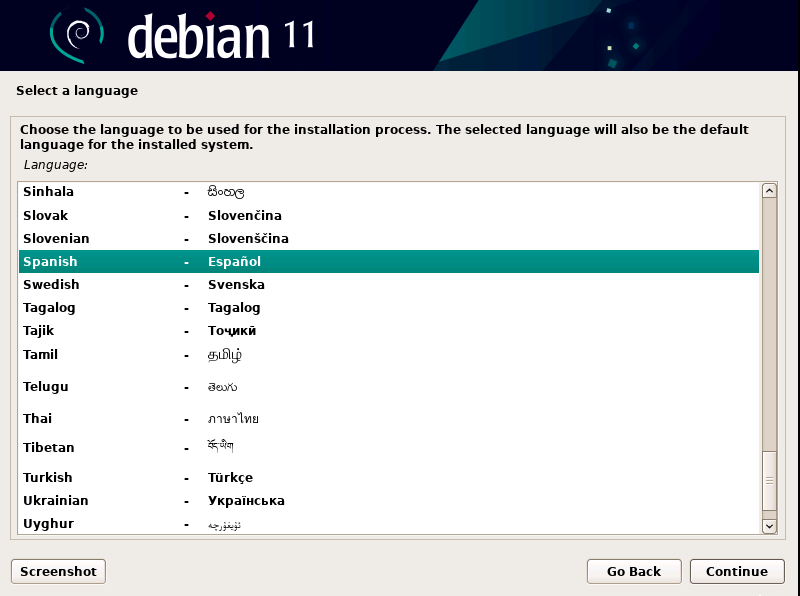 debian 11
Select a language
Choose the language to be used for the installation process. The selected language will also be the default
language for the installed system.
Language:
Sinhala - සිංහල
Slovak - Slovenčina
Slovenian - Slovenščina
Spanish - Español
Swedish - Svenska
Tagalog - Tagalog
Tajik - Тоҷикӣ
Tamil - தமிழ்
Telugu - తెలుగు
Thai - ภาษาไทย
Tibetan - བོད་ཡིག
Turkish - Türkçe
Ukrainian - Українська
Uyghur - ئۇيغۇرچە
Screenshot Go Back Continue